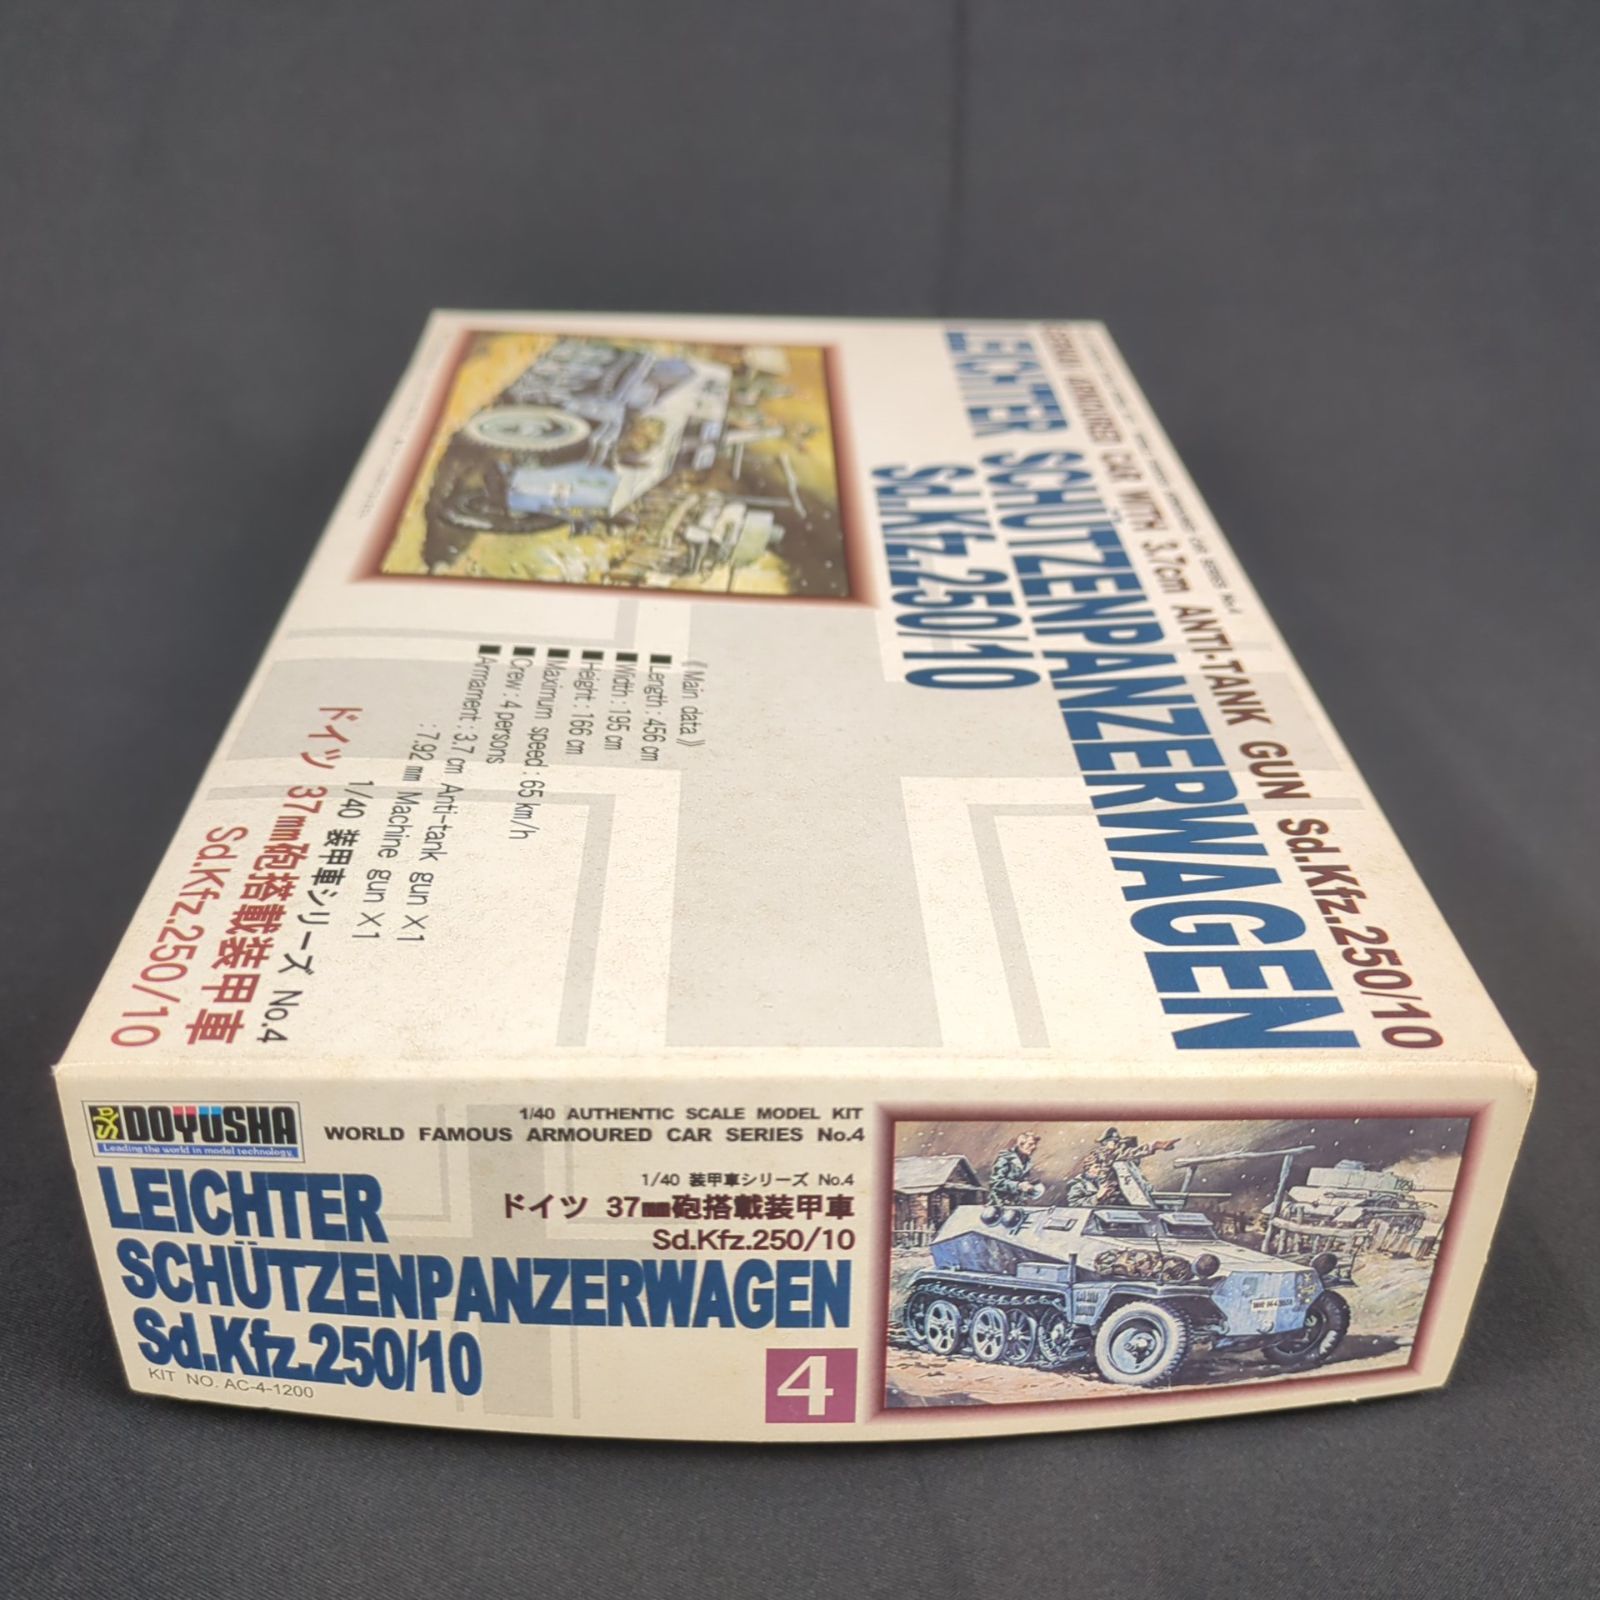 GERMAN ARMOURED CAR WITH 3.7cm ANTI-TANK GUN Sd.Kfz.250/10
LEICHTER SCHÜTZENPANZERWAGEN
Sd.Kfz.250/10
《Main data》
■Length : 456 cm
■Width : 195 cm
■Height : 166 cm
■Maximum speed : 65 km/h
■Crew : 4 persons
■Armament : 3.7 cm Anti-tank gun X1
: 7.92 mm Machine gun X1
1/40 装甲車シリーズ No.4
ドイツ 37mm砲搭載装甲車
Sd.Kfz.250/10
DOYUSHA
Leading the world in model technology.
1/40 AUTHENTIC SCALE MODEL KIT
WORLD FAMOUS ARMOURED CAR SERIES No.4
1/40 装甲車シリーズ No.4
ドイツ 37mm砲搭載装甲車
Sd.Kfz.250/10
LEICHTER
SCHÜTZENPANZERWAGEN
Sd.Kfz.250/10
KIT NO. AC-4-1200
4